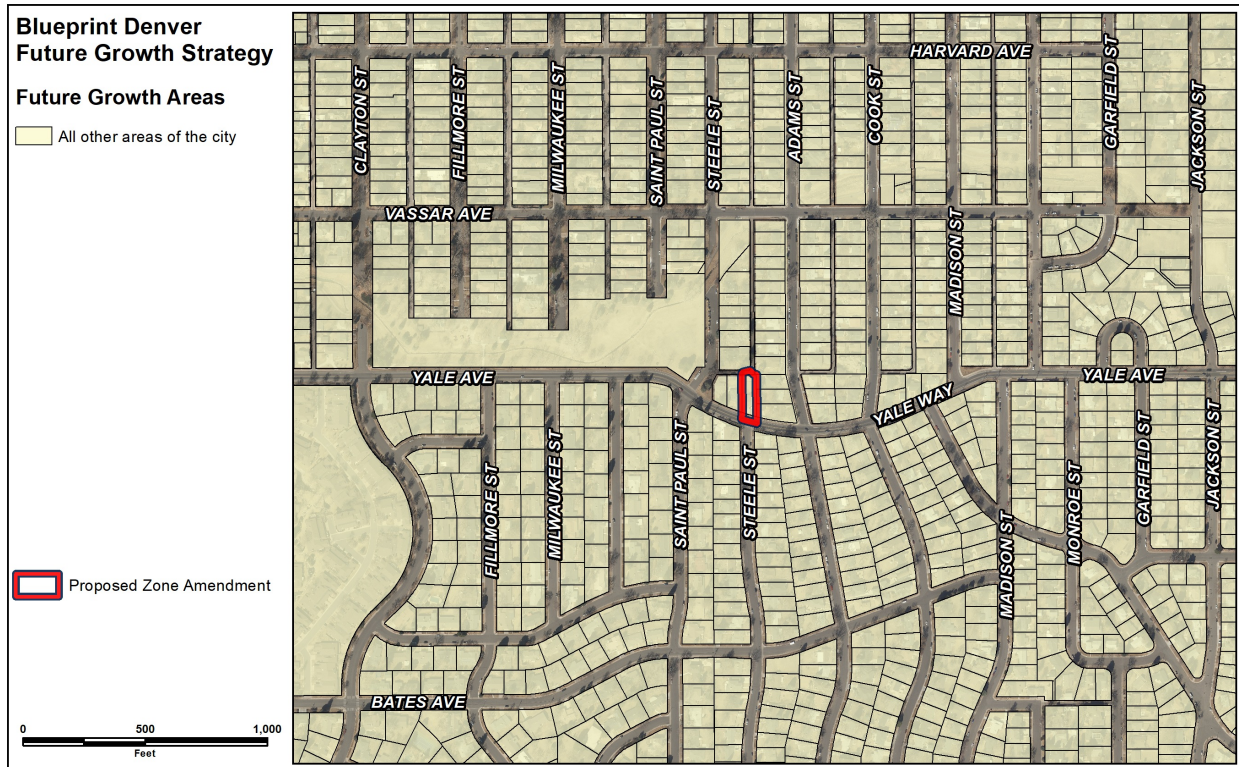 Blueprint Denver
Future Growth Strategy
Future Growth Areas
All other areas of the city
Proposed Zone Amendment
0 500 1,000
Feet
HARVARD AVE
CLAYTON ST
FILLMORE ST
MILWAUKEE ST
SAINT PAUL ST
STEELE ST
ADAMS ST
COOK ST
GARFIELD ST
JACKSON ST
VASSAR AVE
MADISON ST
YALE AVE
YALE WAY
YALE AVE
FILLMORE ST
MILWAUKEE ST
SAINT PAUL ST
STEELE ST
MADISON ST
MONROE ST
GARFIELD ST
JACKSON ST
BATES AVE